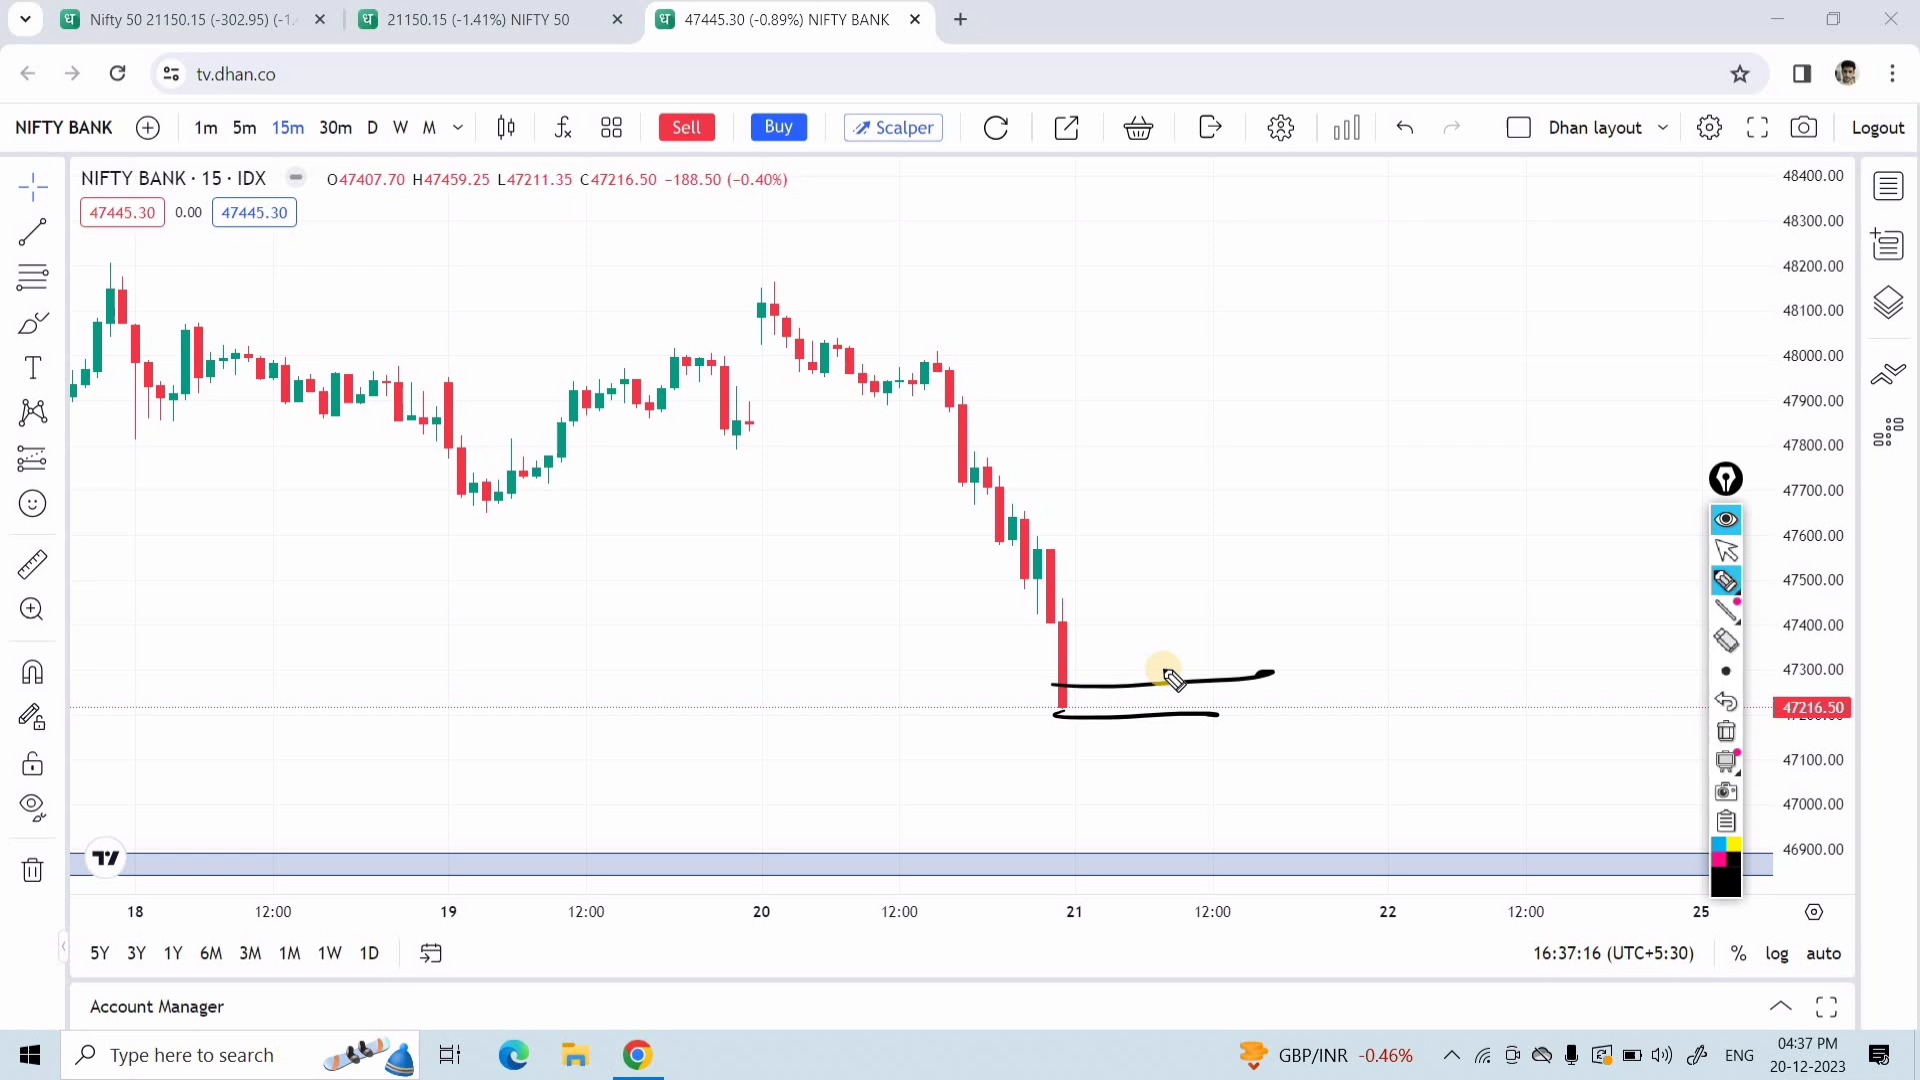 Nifty 50 21150.15 (-302.95) (-1.
21150.15 (-1.41%) NIFTY 50
47445.30 (-0.89%) NIFTY BANK
tv.dhan.co
NIFTY BANK 1m 5m 15m 30m D W M Sell Buy Scalper Dhan layout Logout
NIFTY BANK · 15 · IDX O47407.70 H47459.25 L47211.35 C47216.50 −188.50 (−0.40%)
47445.30 0.00 47445.30
48400.00
48300.00
48200.00
48100.00
48000.00
47900.00
47800.00
47700.00
47600.00
47500.00
47400.00
47300.00
47216.50
47100.00
47000.00
46900.00
18 12:00 19 12:00 20 12:00 21 12:00 22 12:00 25
5Y 3Y 1Y 6M 3M 1M 1W 1D 16:37:16 (UTC+5:30) % log auto
Account Manager
Type here to search GBP/INR -0.46% ENG
04:37 PM
20-12-2023